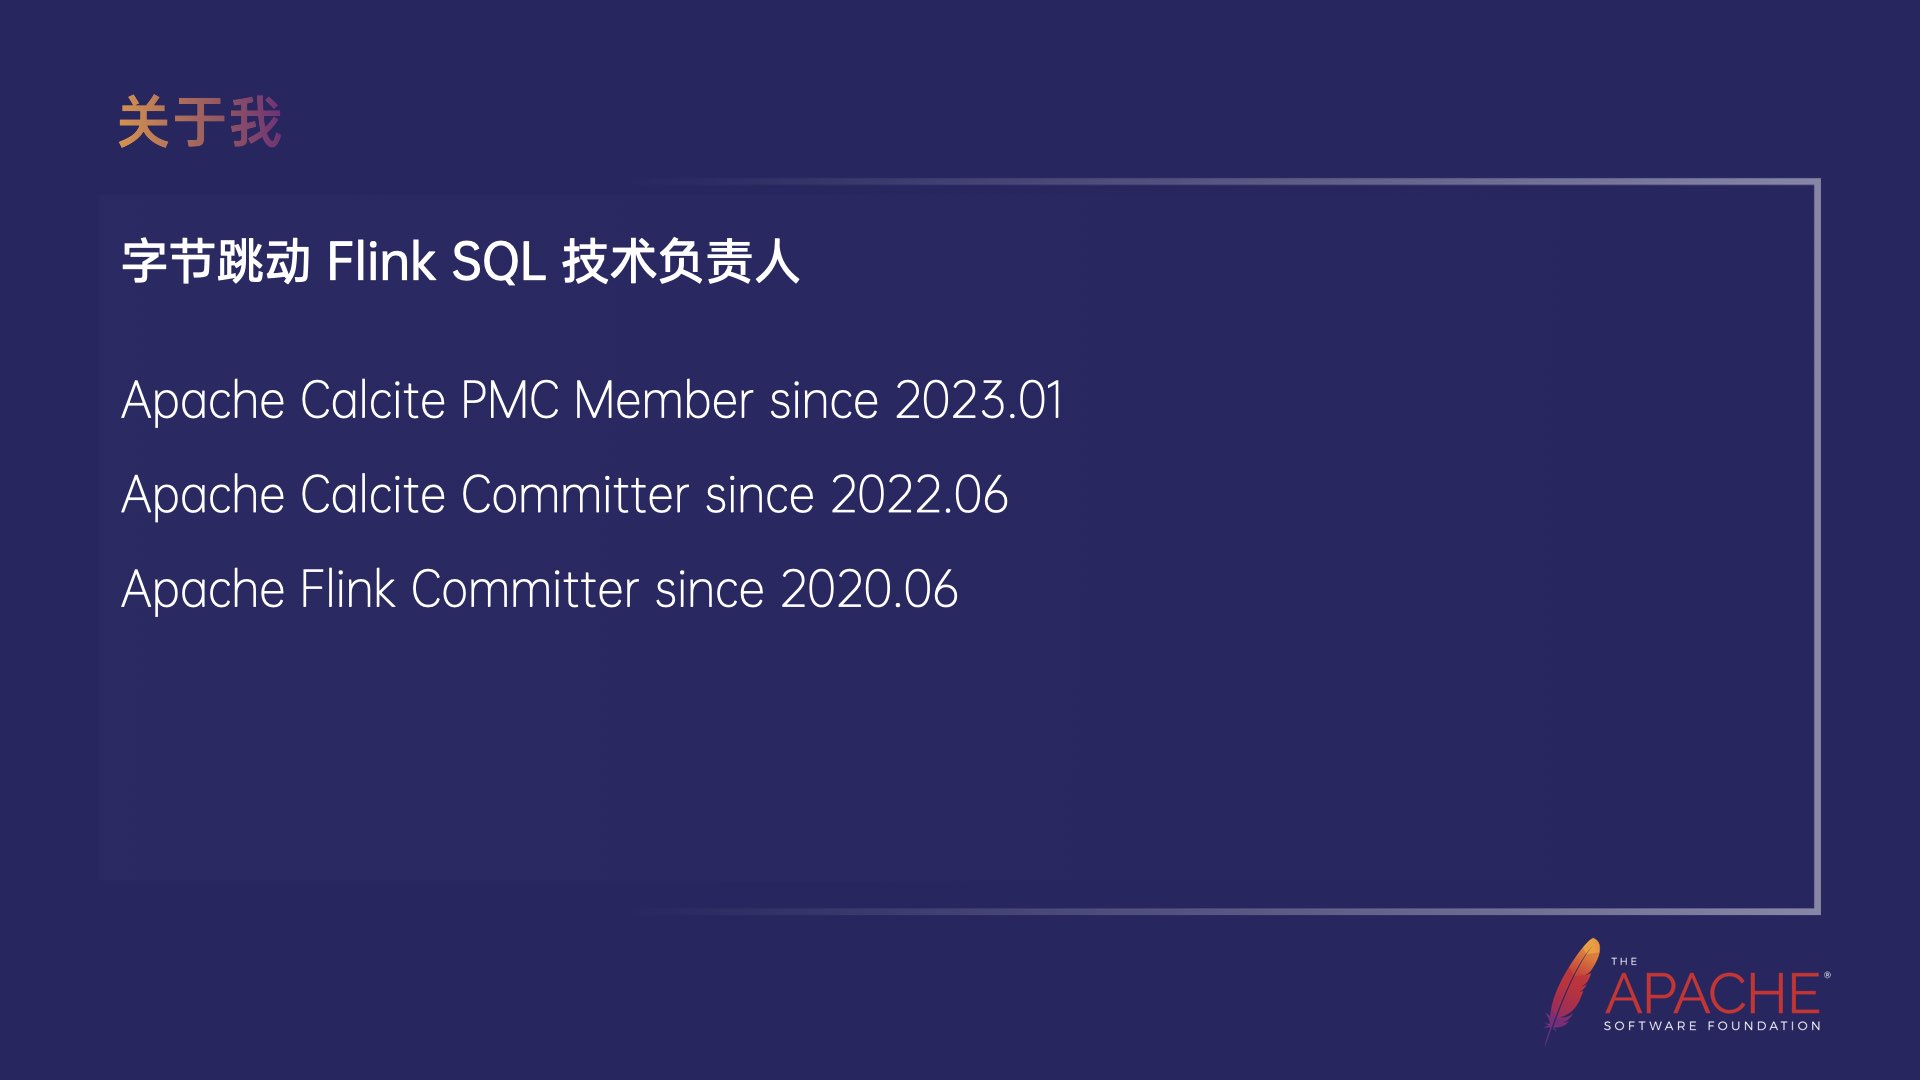 关于我
字节跳动 Flink SQL 技术负责人
Apache Calcite PMC Member since 2023.01
Apache Calcite Committer since 2022.06
Apache Flink Committer since 2020.06
THE
APACHE®
SOFTWARE FOUNDATION